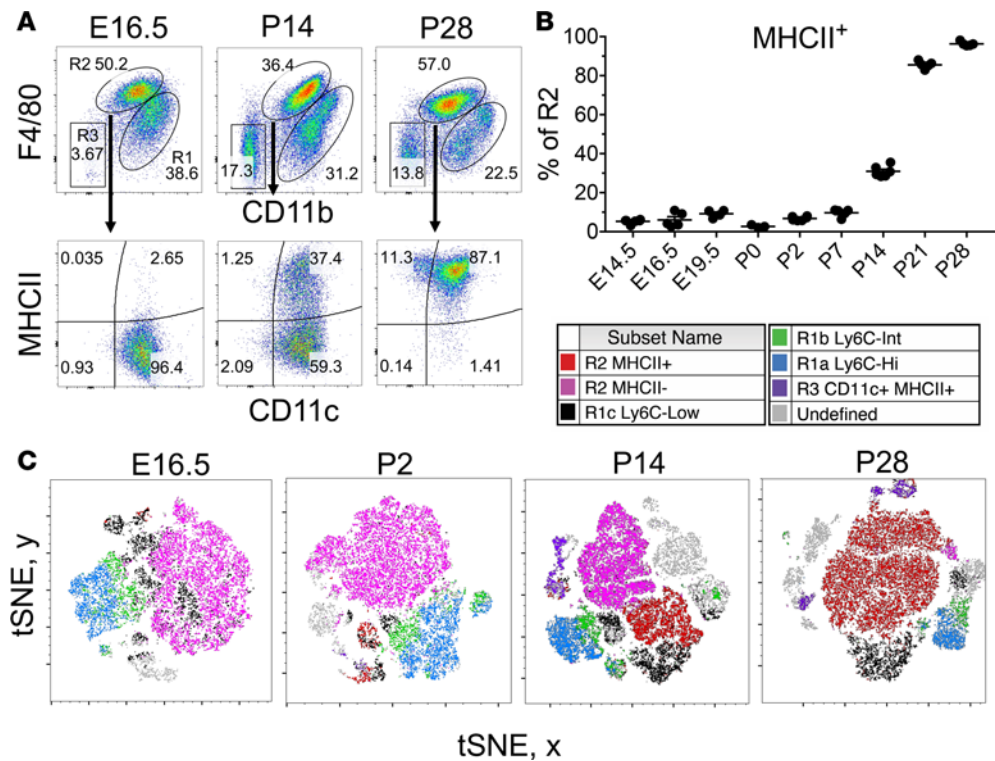 A
E16.5
P14
P28
R2 50.2
36.4
57.0
R3
3.67
R1
38.6
17.3
31.2
13.8
22.5
F4/80
CD11b
0.035
2.65
1.25
37.4
11.3
87.1
0.93
96.4
2.09
59.3
0.14
1.41
MHCII
CD11c
B
MHCII+
100
80
60
40
20
0
% of R2
E14.5
E16.5
E19.5
P0
P2
P7
P14
P21
P28
Subset Name
R2 MHCII+
R2 MHCII-
R1c Ly6C-Low
R1b Ly6C-Int
R1a Ly6C-Hi
R3 CD11c+ MHCII+
Undefined
C
E16.5
P2
P14
P28
tSNE, y
tSNE, x